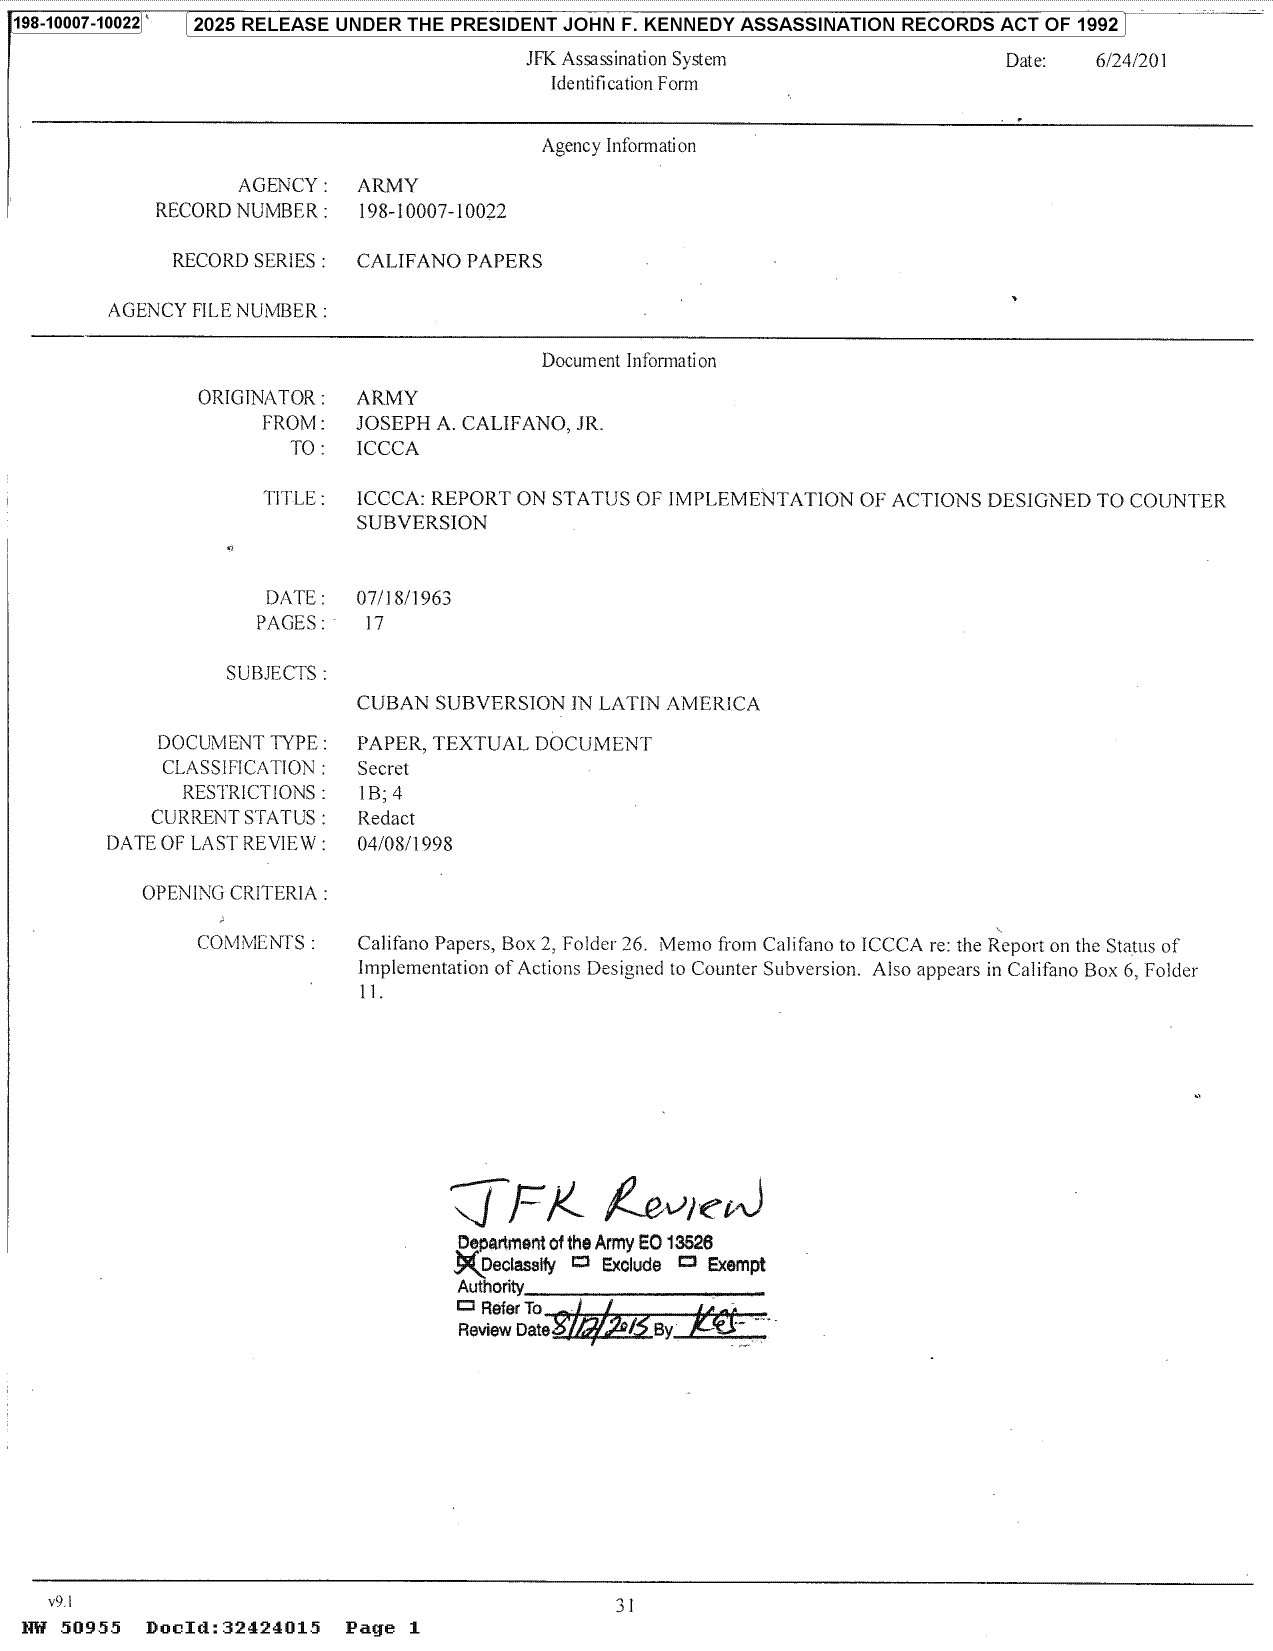 198-10007-10022
2025 RELEASE UNDER THE PRESIDENT JOHN F. KENNEDY ASSASSINATION RECORDS ACT OF 1992
JFK Assassination System
Identification Form
Date: 6/24/201
Agency Information
AGENCY : ARMY
RECORD NUMBER : 198-10007-10022
RECORD SERIES : CALIFANO PAPERS
AGENCY FILE NUMBER :
Document Information
ORIGINATOR : ARMY
FROM : JOSEPH A. CALIFANO, JR.
TO : ICCCA
TITLE : ICCCA: REPORT ON STATUS OF IMPLEMENTATION OF ACTIONS DESIGNED TO COUNTER
SUBVERSION
DATE : 07/18/1963
PAGES : 17
SUBJECTS :
CUBAN SUBVERSION IN LATIN AMERICA
DOCUMENT TYPE : PAPER, TEXTUAL DOCUMENT
CLASSIFICATION : Secret
RESTRICTIONS : 1B; 4
CURRENT STATUS : Redact
DATE OF LAST REVIEW : 04/08/1998
OPENING CRITERIA :
COMMENTS : Califano Papers, Box 2, Folder 26. Memo from Califano to ICCCA re: the Report on the Status of
Implementation of Actions Designed to Counter Subversion. Also appears in Califano Box 6, Folder
11.
JFK Review
Department of the Army EO 13526
Declassify Exclude Exempt
Authority
Refer To
Review Date 8/12/2015 By
v9.1
31
NW 50955 DocId:32424015 Page 1